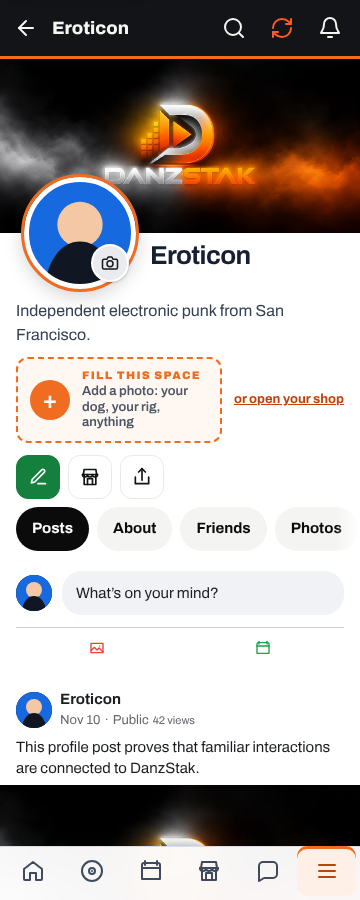 Eroticon
DANZSTAK
Eroticon
Independent electronic punk from San
Francisco.
FILL THIS SPACE
Add a photo: your
dog, your rig,
anything
or open your shop
Posts
About
Friends
Photos
What's on your mind?
Eroticon
Nov 10 · Public 42 views
This profile post proves that familiar interactions
are connected to DanzStak.